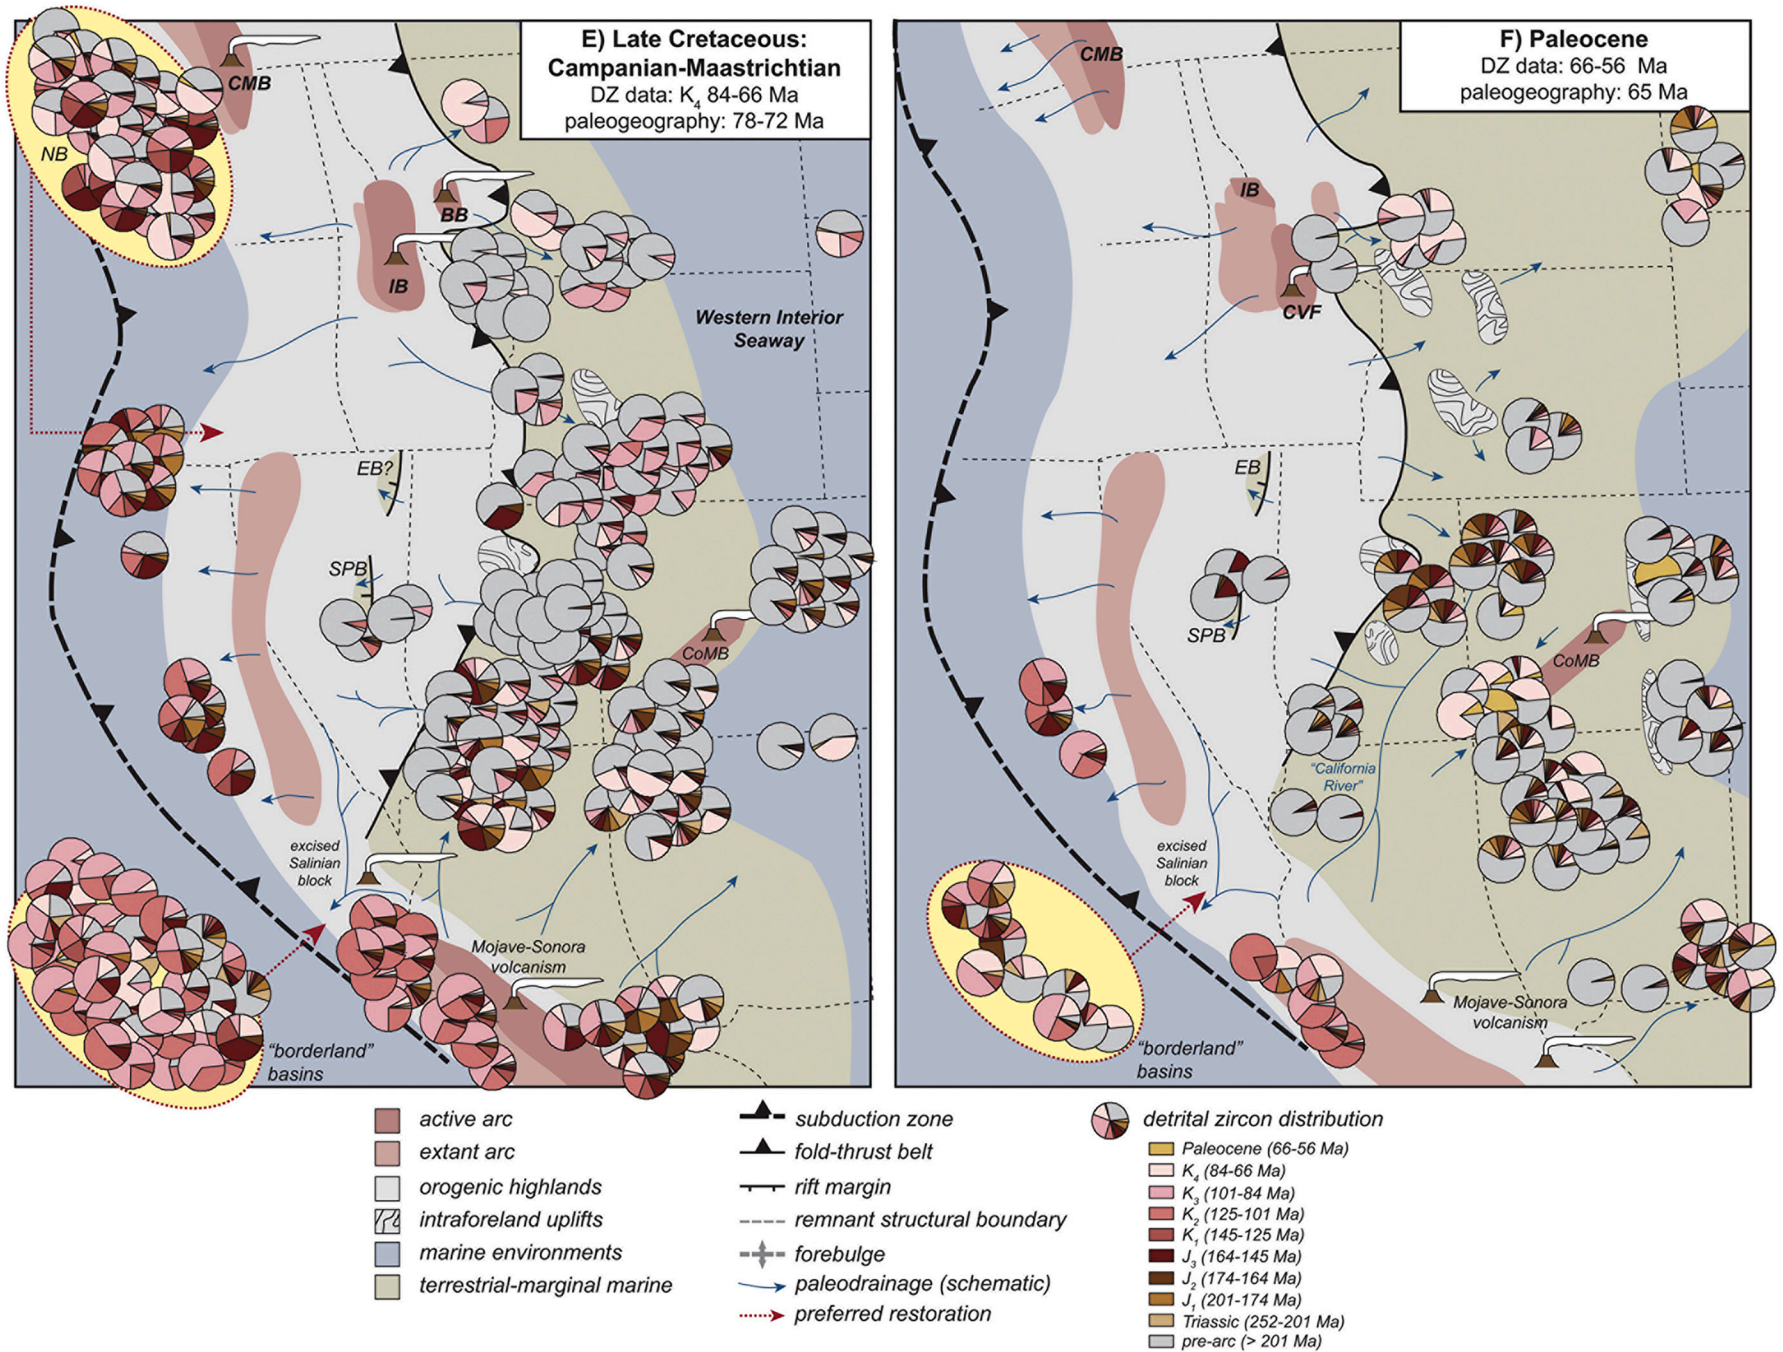 E) Late Cretaceous:
Campanian-Maastrichtian
DZ data: K4 84-66 Ma
paleogeography: 78-72 Ma
CMB
NB
BB
IB
Western Interior
Seaway
EB?
SPB
CoMB
excised
Salinian
block
Mojave-Sonora
volcanism
"borderland"
basins
F) Paleocene
DZ data: 66-56 Ma
paleogeography: 65 Ma
CMB
IB
CVF
EB
SPB
CoMB
"California
River"
excised
Salinian
block
Mojave-Sonora
volcanism
"borderland"
basins
active arc
extant arc
orogenic highlands
intraforeland uplifts
marine environments
terrestrial-marginal marine
subduction zone
fold-thrust belt
rift margin
remnant structural boundary
forebulge
paleodrainage (schematic)
preferred restoration
detrital zircon distribution
Paleocene (66-56 Ma)
K4 (84-66 Ma)
K3 (101-84 Ma)
K2 (125-101 Ma)
K1 (145-125 Ma)
J3 (164-145 Ma)
J2 (174-164 Ma)
J1 (201-174 Ma)
Triassic (252-201 Ma)
pre-arc (> 201 Ma)